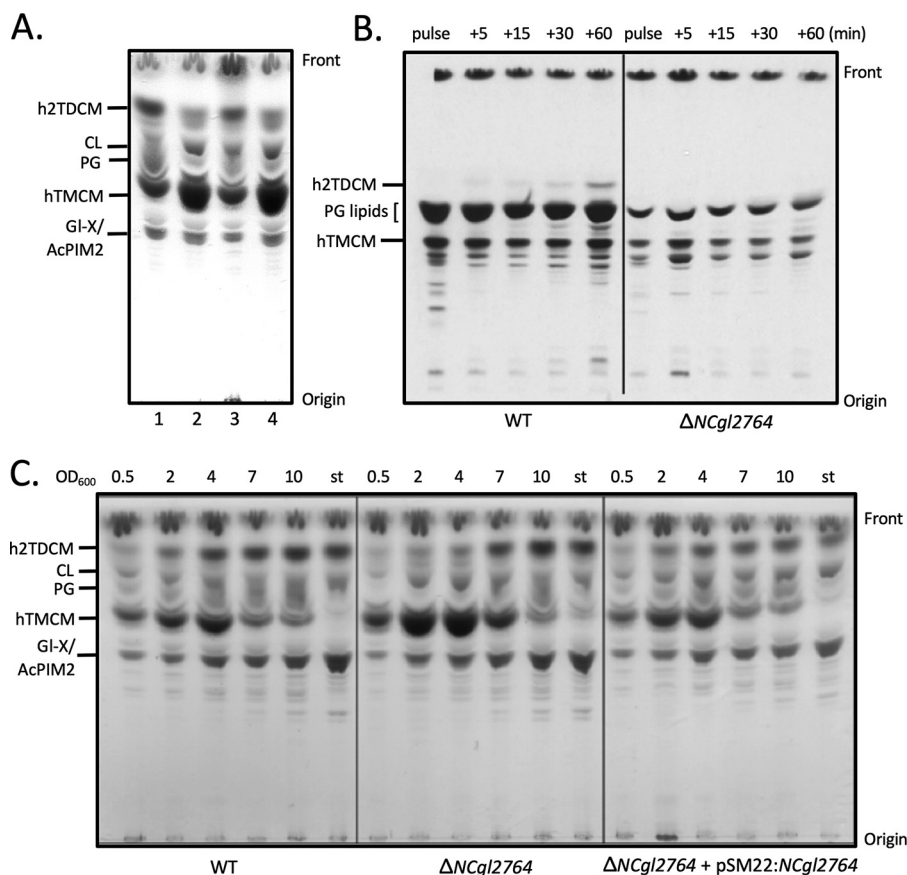 A.
Front
h2TDCM
CL
PG
hTMCM
Gl-X/
AcPIM2
Origin
1 2 3 4
B.
pulse +5 +15 +30 +60 pulse +5 +15 +30 +60 (min)
Front
h2TDCM
PG lipids
hTMCM
Origin
WT ΔNCgl2764
C.
OD600 0.5 2 4 7 10 st 0.5 2 4 7 10 st 0.5 2 4 7 10 st
Front
h2TDCM
CL
PG
hTMCM
Gl-X/
AcPIM2
Origin
WT ΔNCgl2764 ΔNCgl2764 + pSM22:NCgl2764